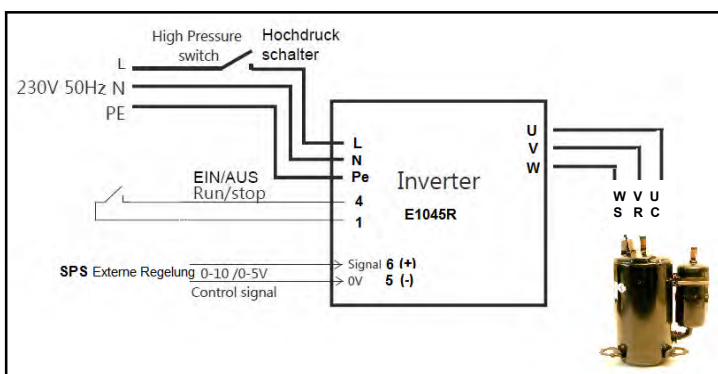 High Pressure
switch
Hochdruck
schalter
L
230V 50Hz N
PE
L
N
Pe
EIN/AUS
Run/stop
4
1
Inverter
E1045R
U
V
W
W V U
S R C
SPS Externe Regelung 0-10 /0-5V
Control signal
Signal 6 (+)
0V 5 (-)